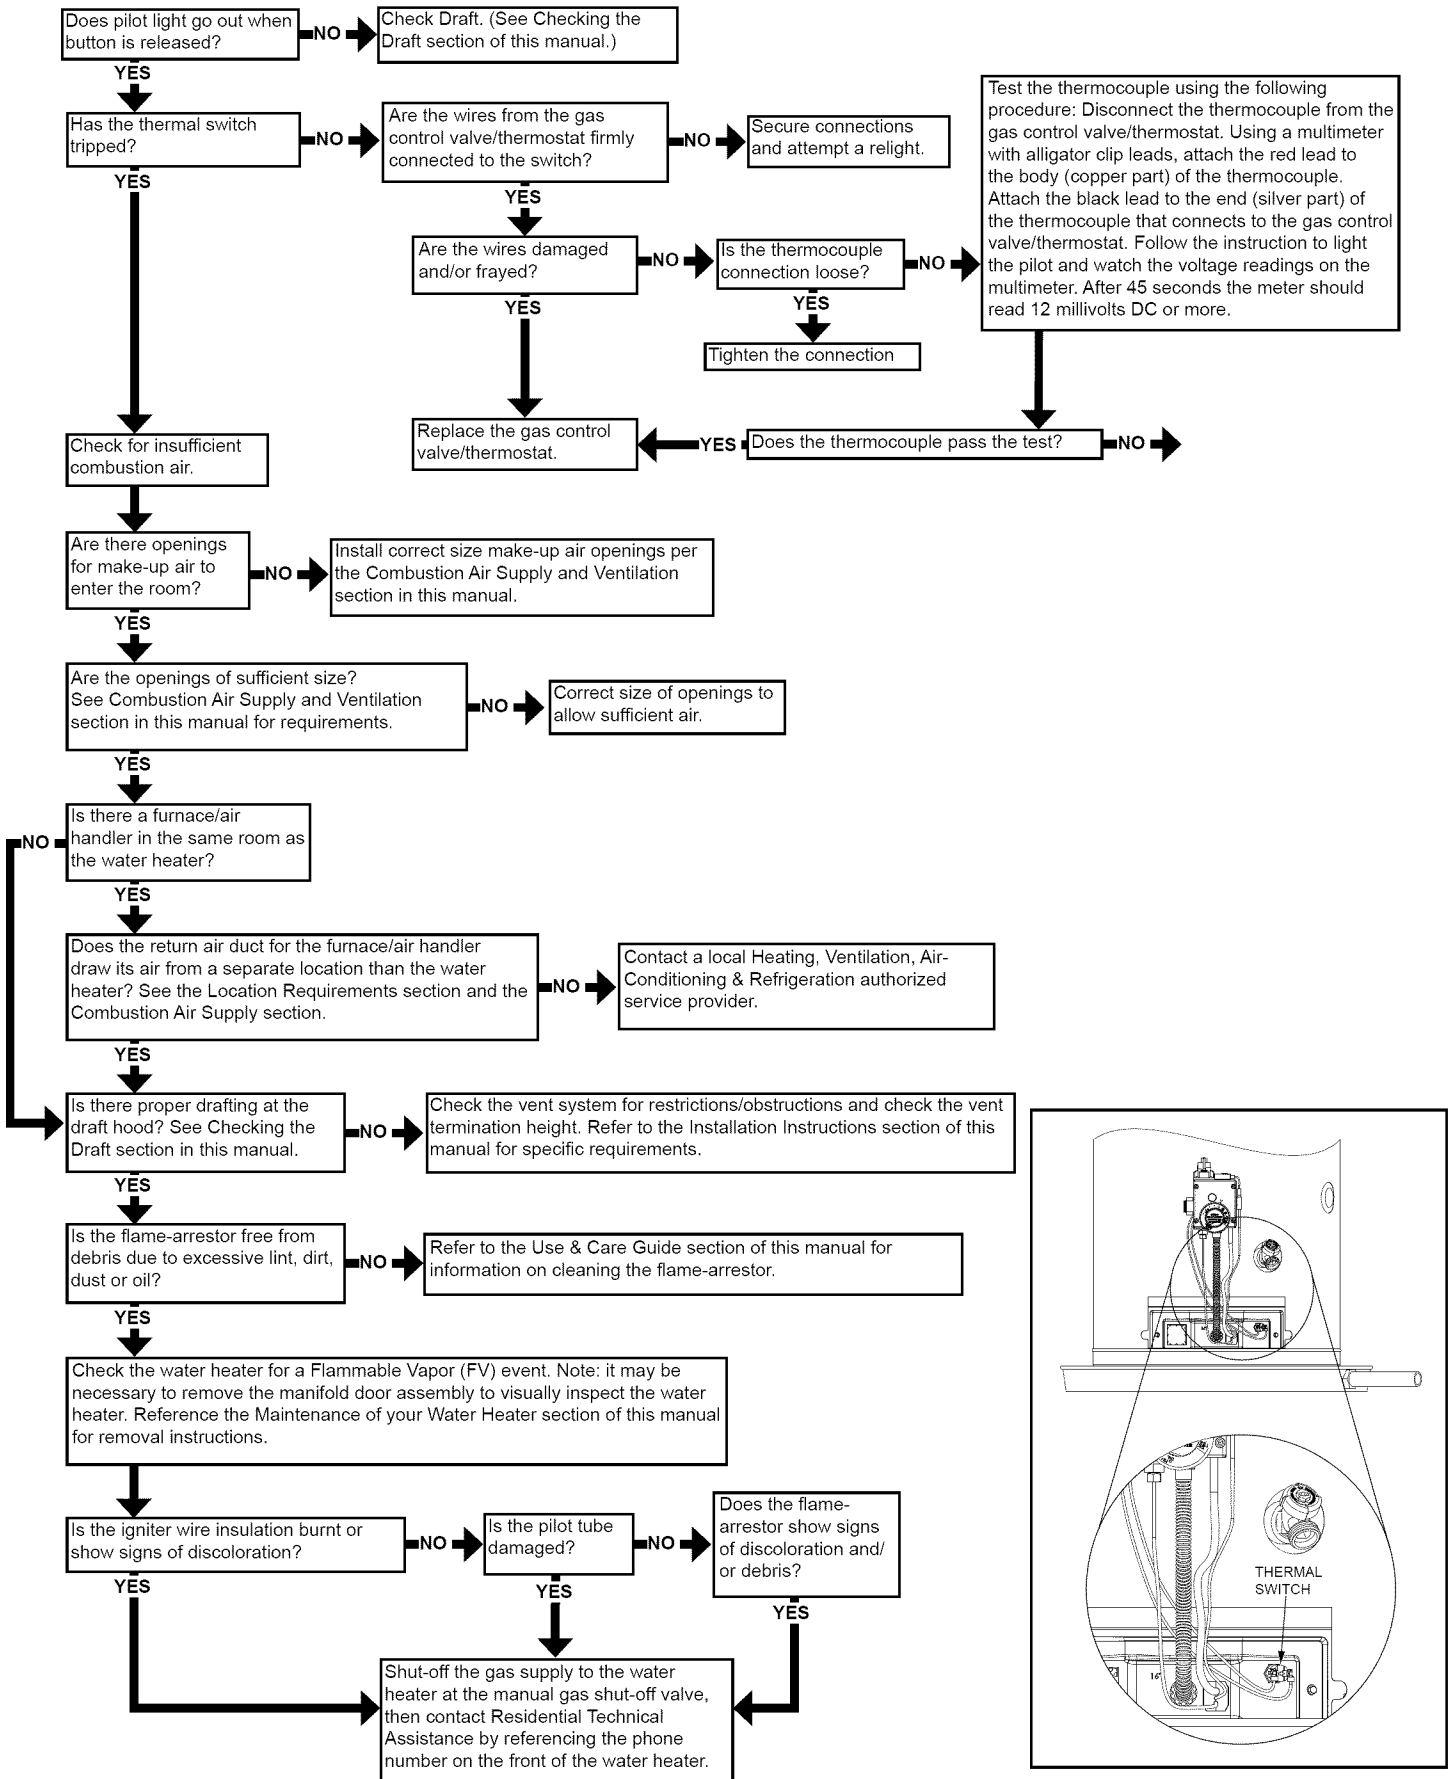 Does pilot light go out when
button is released?
NO
Check Draft. (See Checking the
Draft section of this manual.)
YES
Has the thermal switch
tripped?
NO
Are the wires from the gas
control valve/thermostat firmly
connected to the switch?
NO
Secure connections
and attempt a relight.
Test the thermocouple using the following
procedure: Disconnect the thermocouple from the
gas control valve/thermostat. Using a multimeter
with alligator clip leads, attach the red lead to
the body (copper part) of the thermocouple.
Attach the black lead to the end (silver part) of
the thermocouple that connects to the gas control
valve/thermostat. Follow the instruction to light
the pilot and watch the voltage readings on the
multimeter. After 45 seconds the meter should
read 12 millivolts DC or more.
YES
YES
Are the wires damaged
and/or frayed?
NO
Is the thermocouple
connection loose?
NO
YES
YES
Tighten the connection
Replace the gas control
valve/thermostat.
YES
Does the thermocouple pass the test?
NO
Check for insufficient
combustion air.
Are there openings
for make-up air to
enter the room?
NO
Install correct size make-up air openings per
the Combustion Air Supply and Ventilation
section in this manual.
YES
Are the openings of sufficient size?
See Combustion Air Supply and Ventilation
section in this manual for requirements.
NO
Correct size of openings to
allow sufficient air.
YES
Is there a furnace/air
handler in the same room as
the water heater?
NO
YES
Does the return air duct for the furnace/air handler
draw its air from a separate location than the water
heater? See the Location Requirements section and the
Combustion Air Supply section.
NO
Contact a local Heating, Ventilation, Air-
Conditioning & Refrigeration authorized
service provider.
YES
Is there proper drafting at the
draft hood? See Checking the
Draft section in this manual.
NO
Check the vent system for restrictions/obstructions and check the vent
termination height. Refer to the Installation Instructions section of this
manual for specific requirements.
YES
Is the flame-arrestor free from
debris due to excessive lint, dirt,
dust or oil?
NO
Refer to the Use & Care Guide section of this manual for
information on cleaning the flame-arrestor.
YES
Check the water heater for a Flammable Vapor (FV) event. Note: it may be
necessary to remove the manifold door assembly to visually inspect the water
heater. Reference the Maintenance of your Water Heater section of this manual
for removal instructions.
Is the igniter wire insulation burnt or
show signs of discoloration?
NO
Is the pilot tube
damaged?
NO
Does the flame-
arrestor show signs
of discoloration and/
or debris?
YES
YES
YES
Shut-off the gas supply to the water
heater at the manual gas shut-off valve,
then contact Residential Technical
Assistance by referencing the phone
number on the front of the water heater.
THERMAL
SWITCH
16